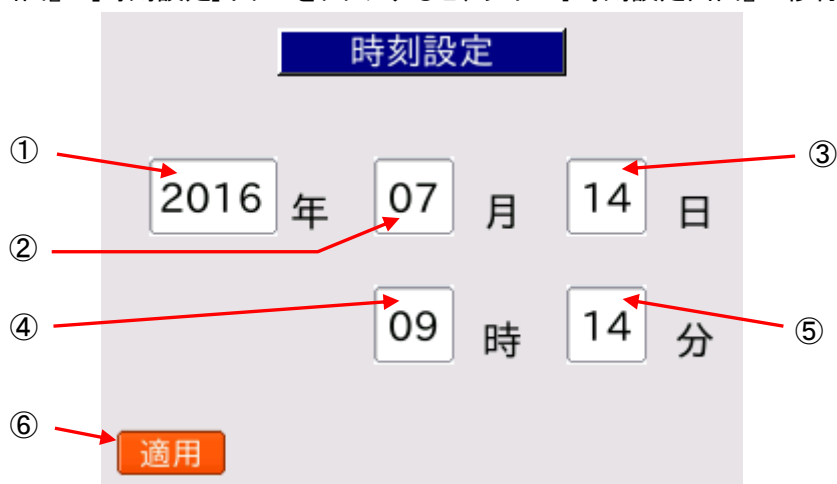 時刻設定
① ③
2016 年 07 月 14 日
②
④ 09 時 14 分 ⑤
⑥ 適用